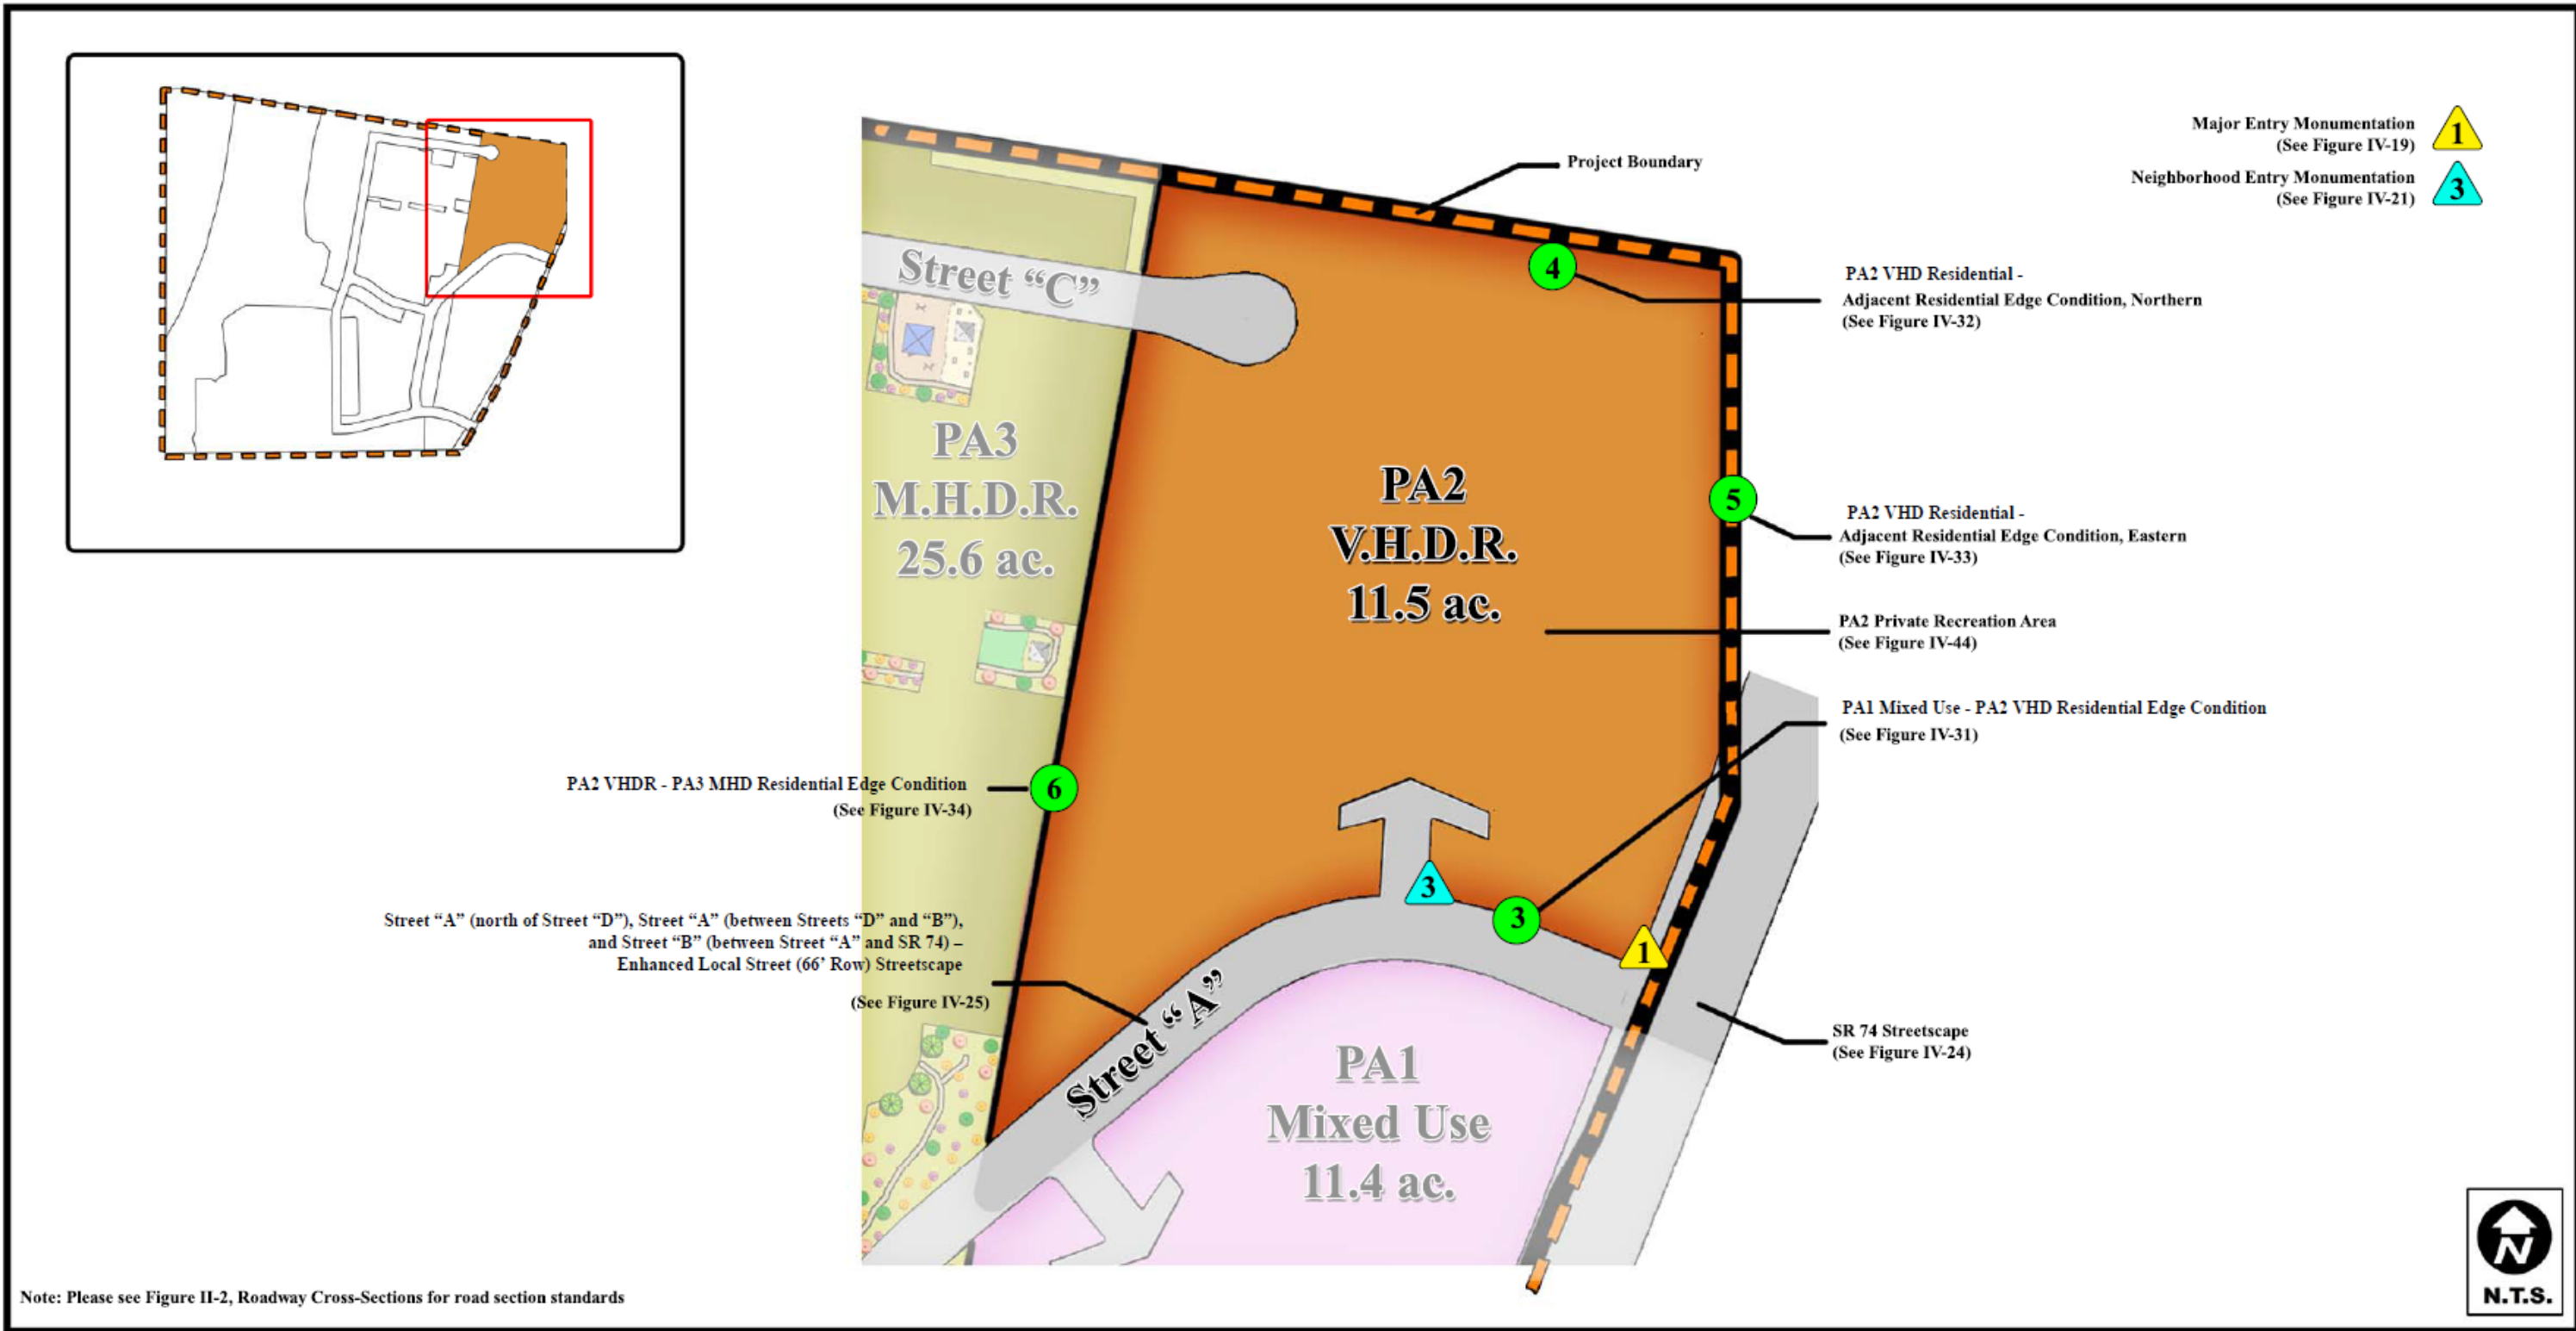 Major Entry Monumentation
(See Figure IV-19)
1
Neighborhood Entry Monumentation
(See Figure IV-21)
3
Project Boundary
4
PA2 VHD Residential -
Adjacent Residential Edge Condition, Northern
(See Figure IV-32)
Street “C”
PA3
M.H.D.R.
25.6 ac.
PA2
V.H.D.R.
11.5 ac.
5
PA2 VHD Residential -
Adjacent Residential Edge Condition, Eastern
(See Figure IV-33)
PA2 Private Recreation Area
(See Figure IV-44)
PA1 Mixed Use - PA2 VHD Residential Edge Condition
(See Figure IV-31)
PA2 VHDR - PA3 MHD Residential Edge Condition
(See Figure IV-34)
6
3
3
1
Street “A” (north of Street “D”), Street “A” (between Streets “D” and “B”),
and Street “B” (between Street “A” and SR 74) –
Enhanced Local Street (66’ Row) Streetscape
(See Figure IV-25)
Street “A”
SR 74 Streetscape
(See Figure IV-24)
PA1
Mixed Use
11.4 ac.
N
N.T.S.
Note: Please see Figure II-2, Roadway Cross-Sections for road section standards